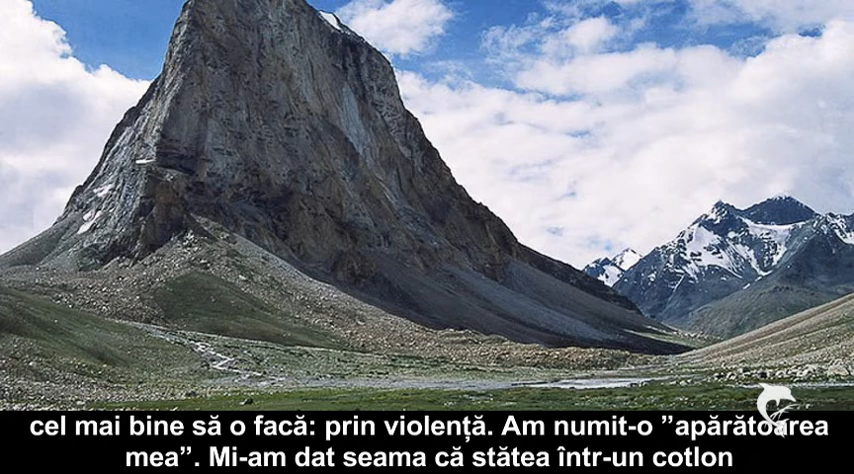 cel mai bine să o facă: prin violență. Am numit-o ”apărătoarea
mea”. Mi-am dat seama că stătea într-un cotlon